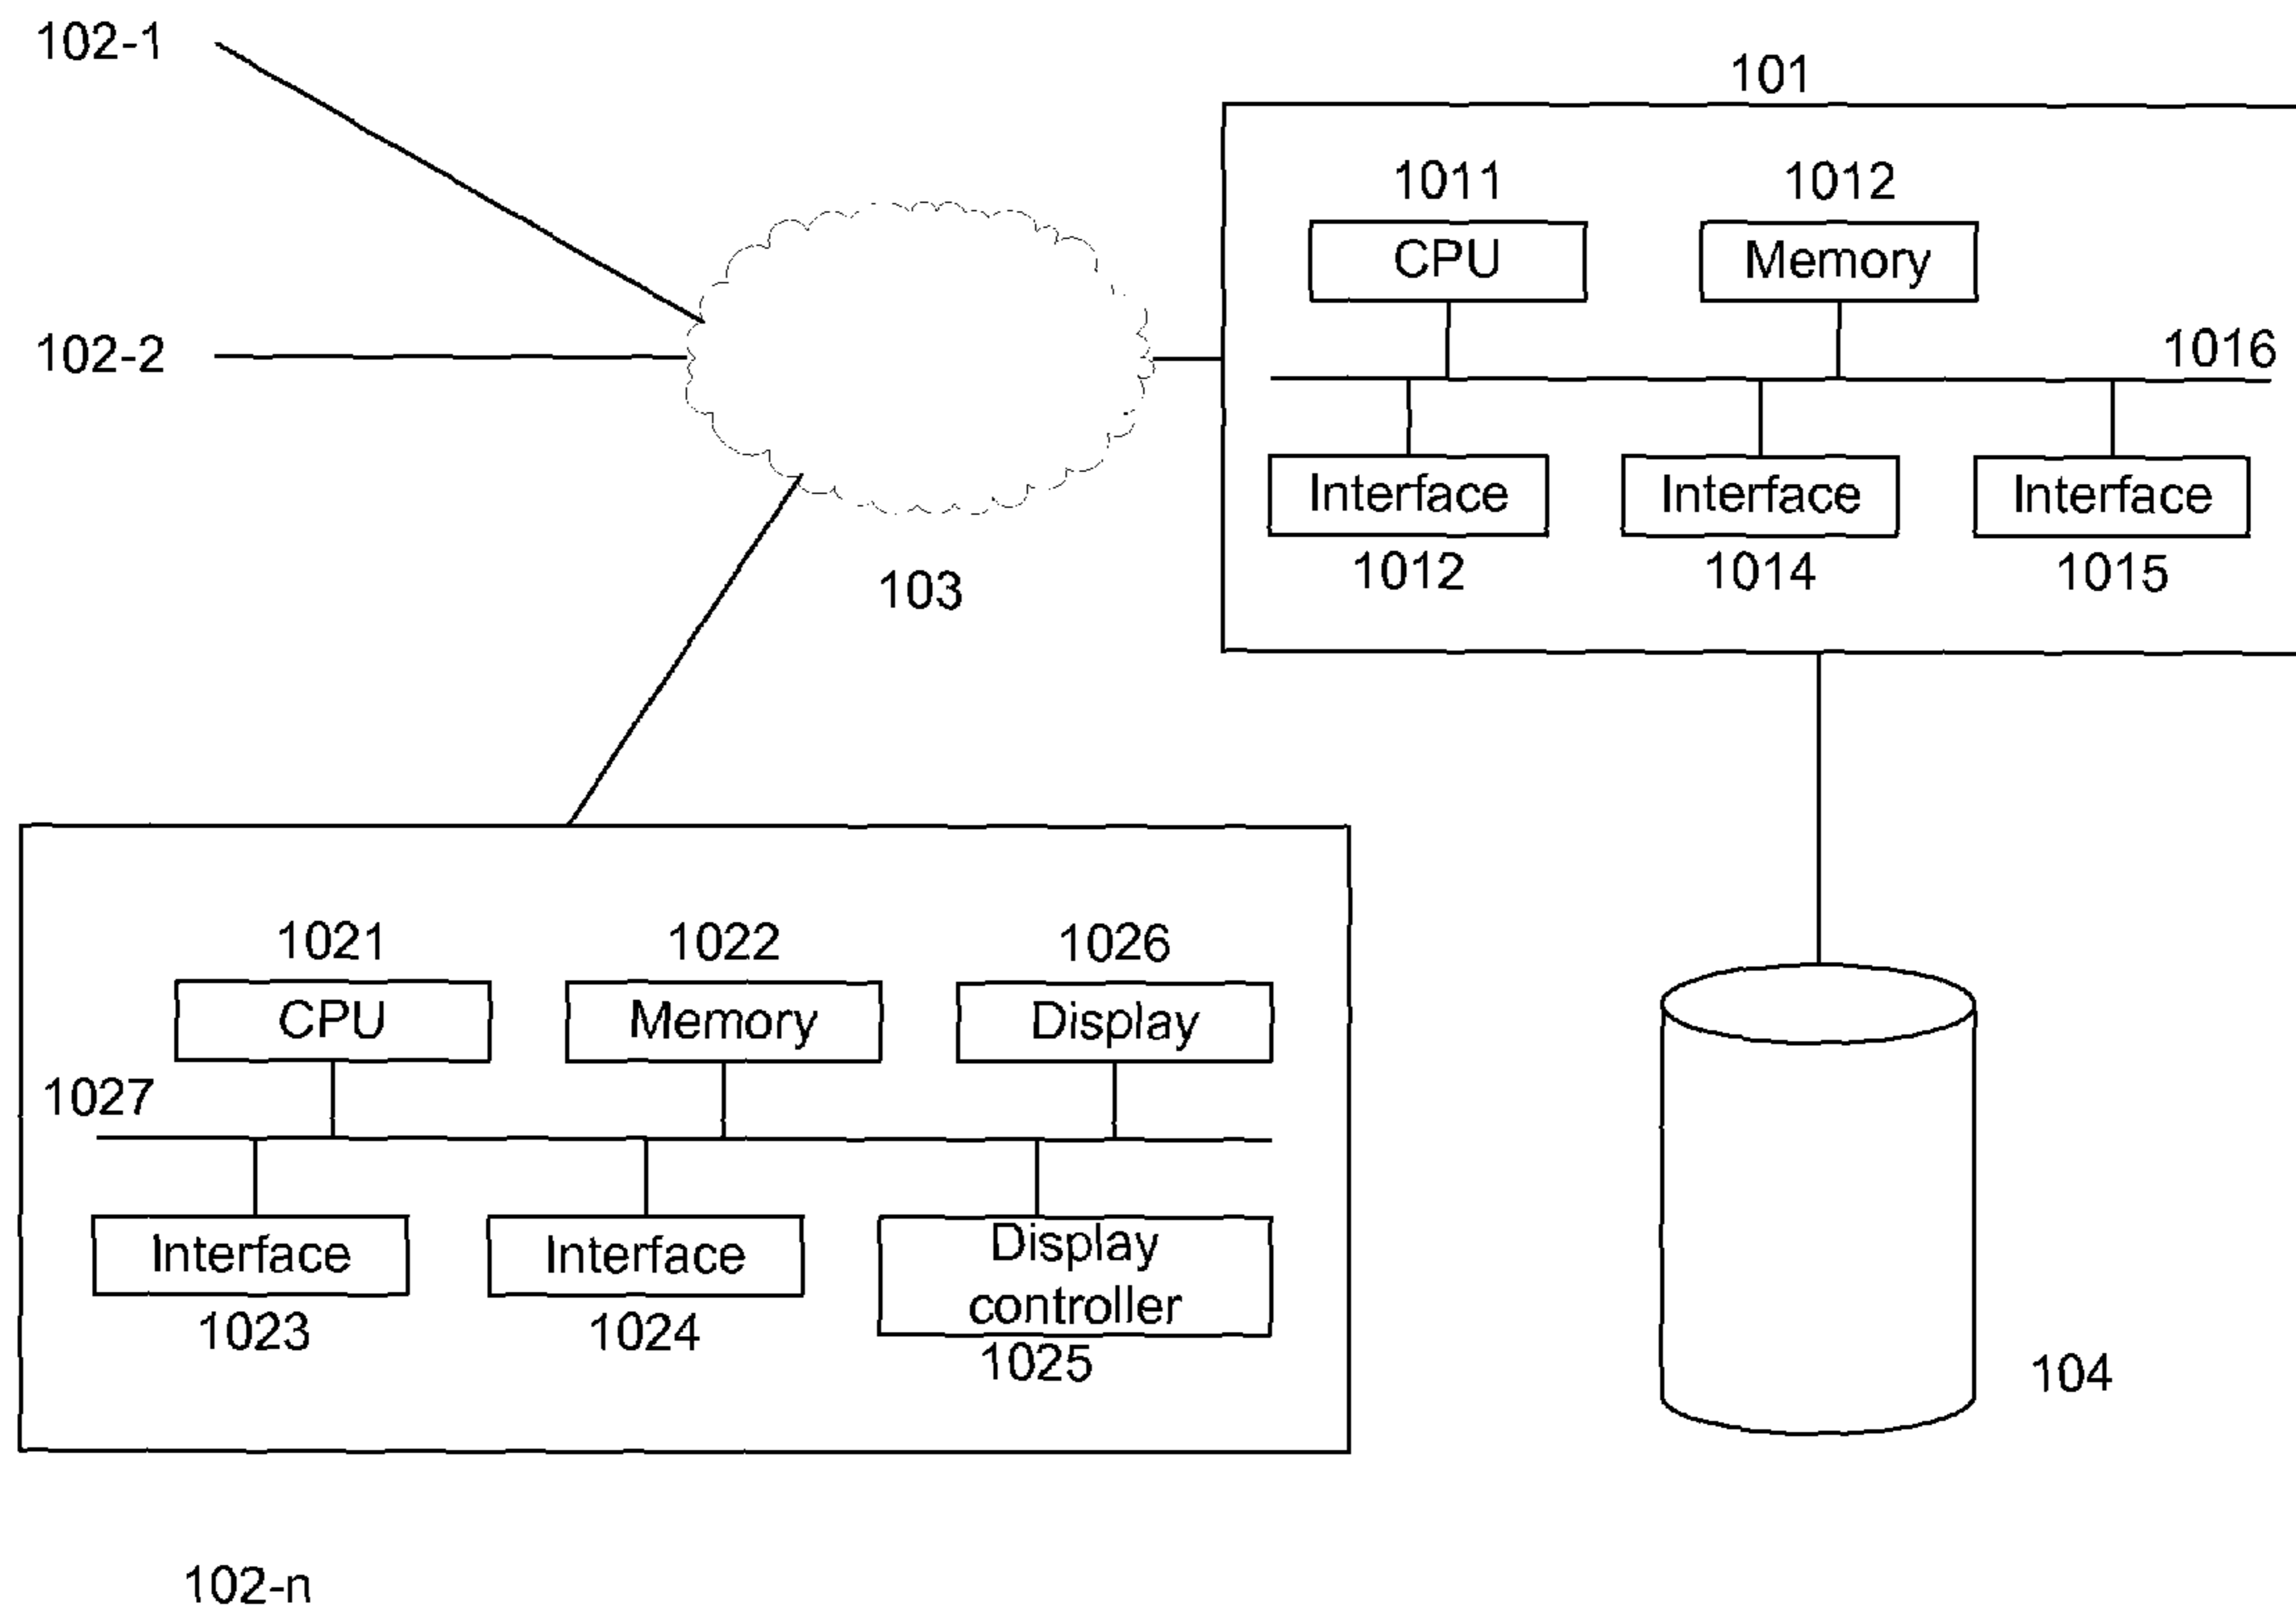 102-1
101
1011
1012
CPU
Memory
102-2
1016
Interface
Interface
Interface
1012
1014
1015
103
1021
1022
1026
CPU
Memory
Display
1027
Interface
Interface
Display
controller
1023
1024
1025
104
102-n